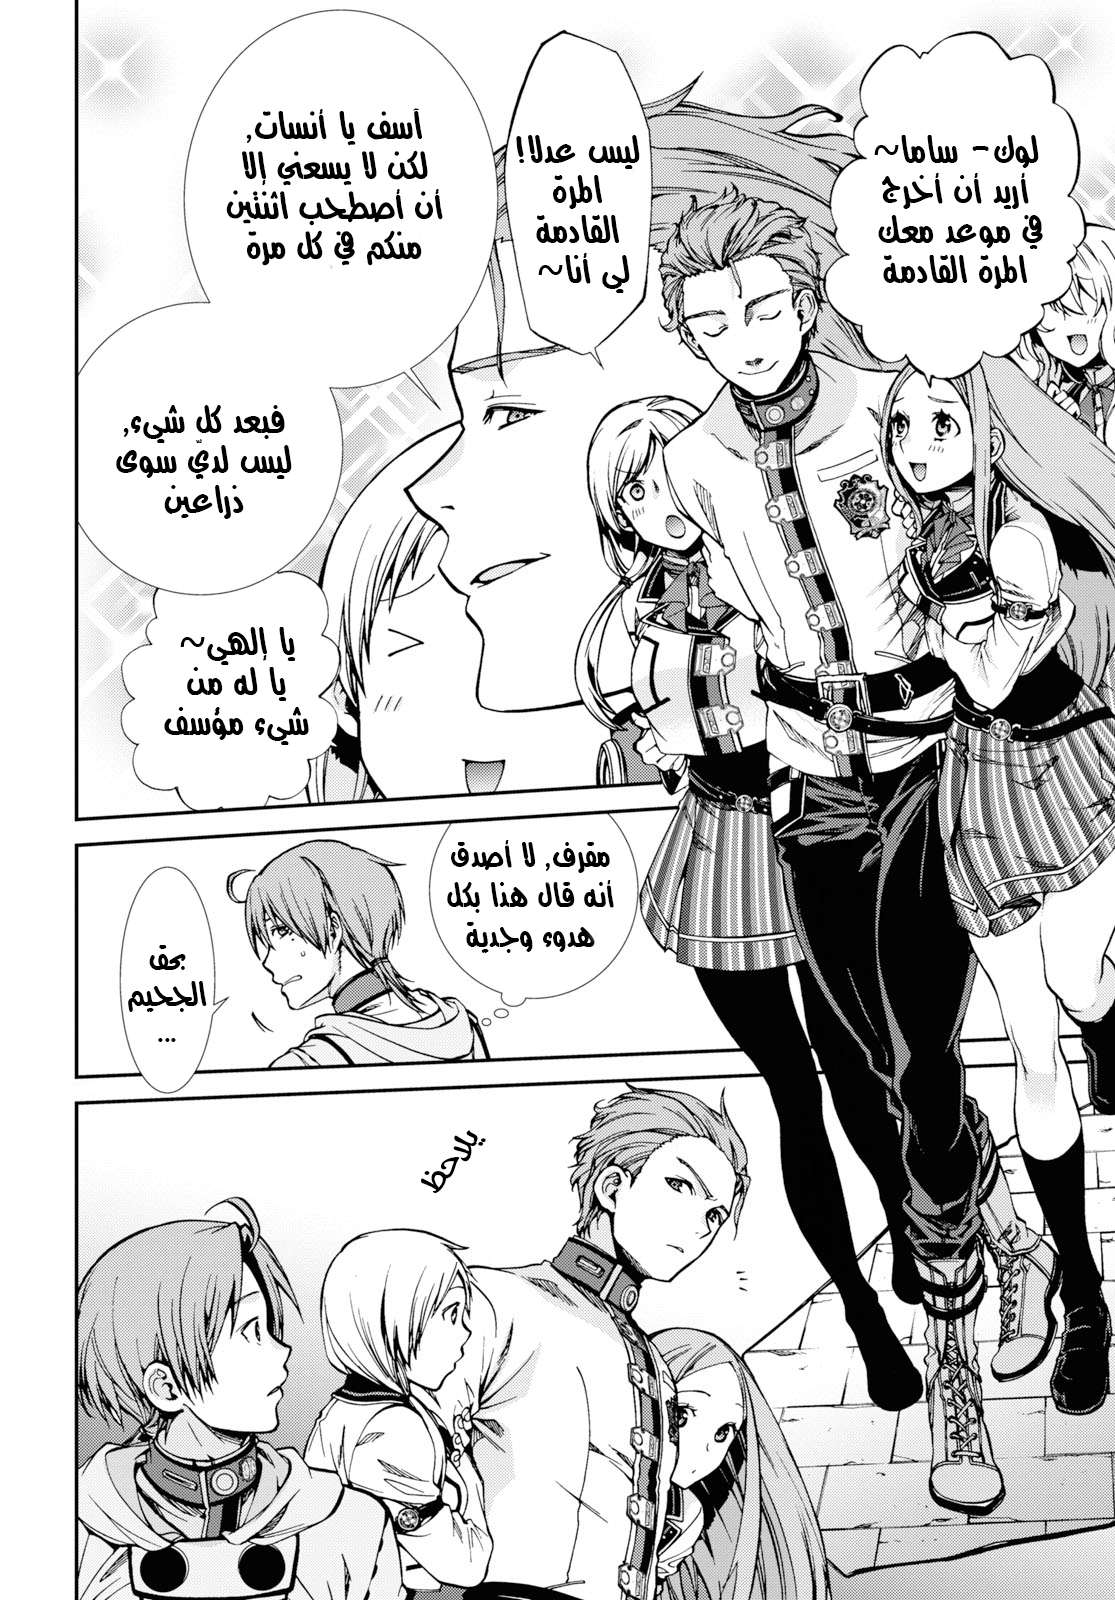 لوك- ساما~
أريد أن أخرج
في موعد معك
المرة القادمة
ليس عدلا!
المرة
القادمة
لي أنا~
آسف يا أنسات,
لكن لا يسعني إلا
أن أصطحب اثنتين
منكم في كل مرة
فبعد كل شيء,
ليس لديّ سوى
ذراعين
يا إلهي~
يا له من
شيء مؤسف
مقرف, لا أصدق
أنه قال هذا بكل
هدوء وجدية
بحق
الجحيم
...
يلاحظ